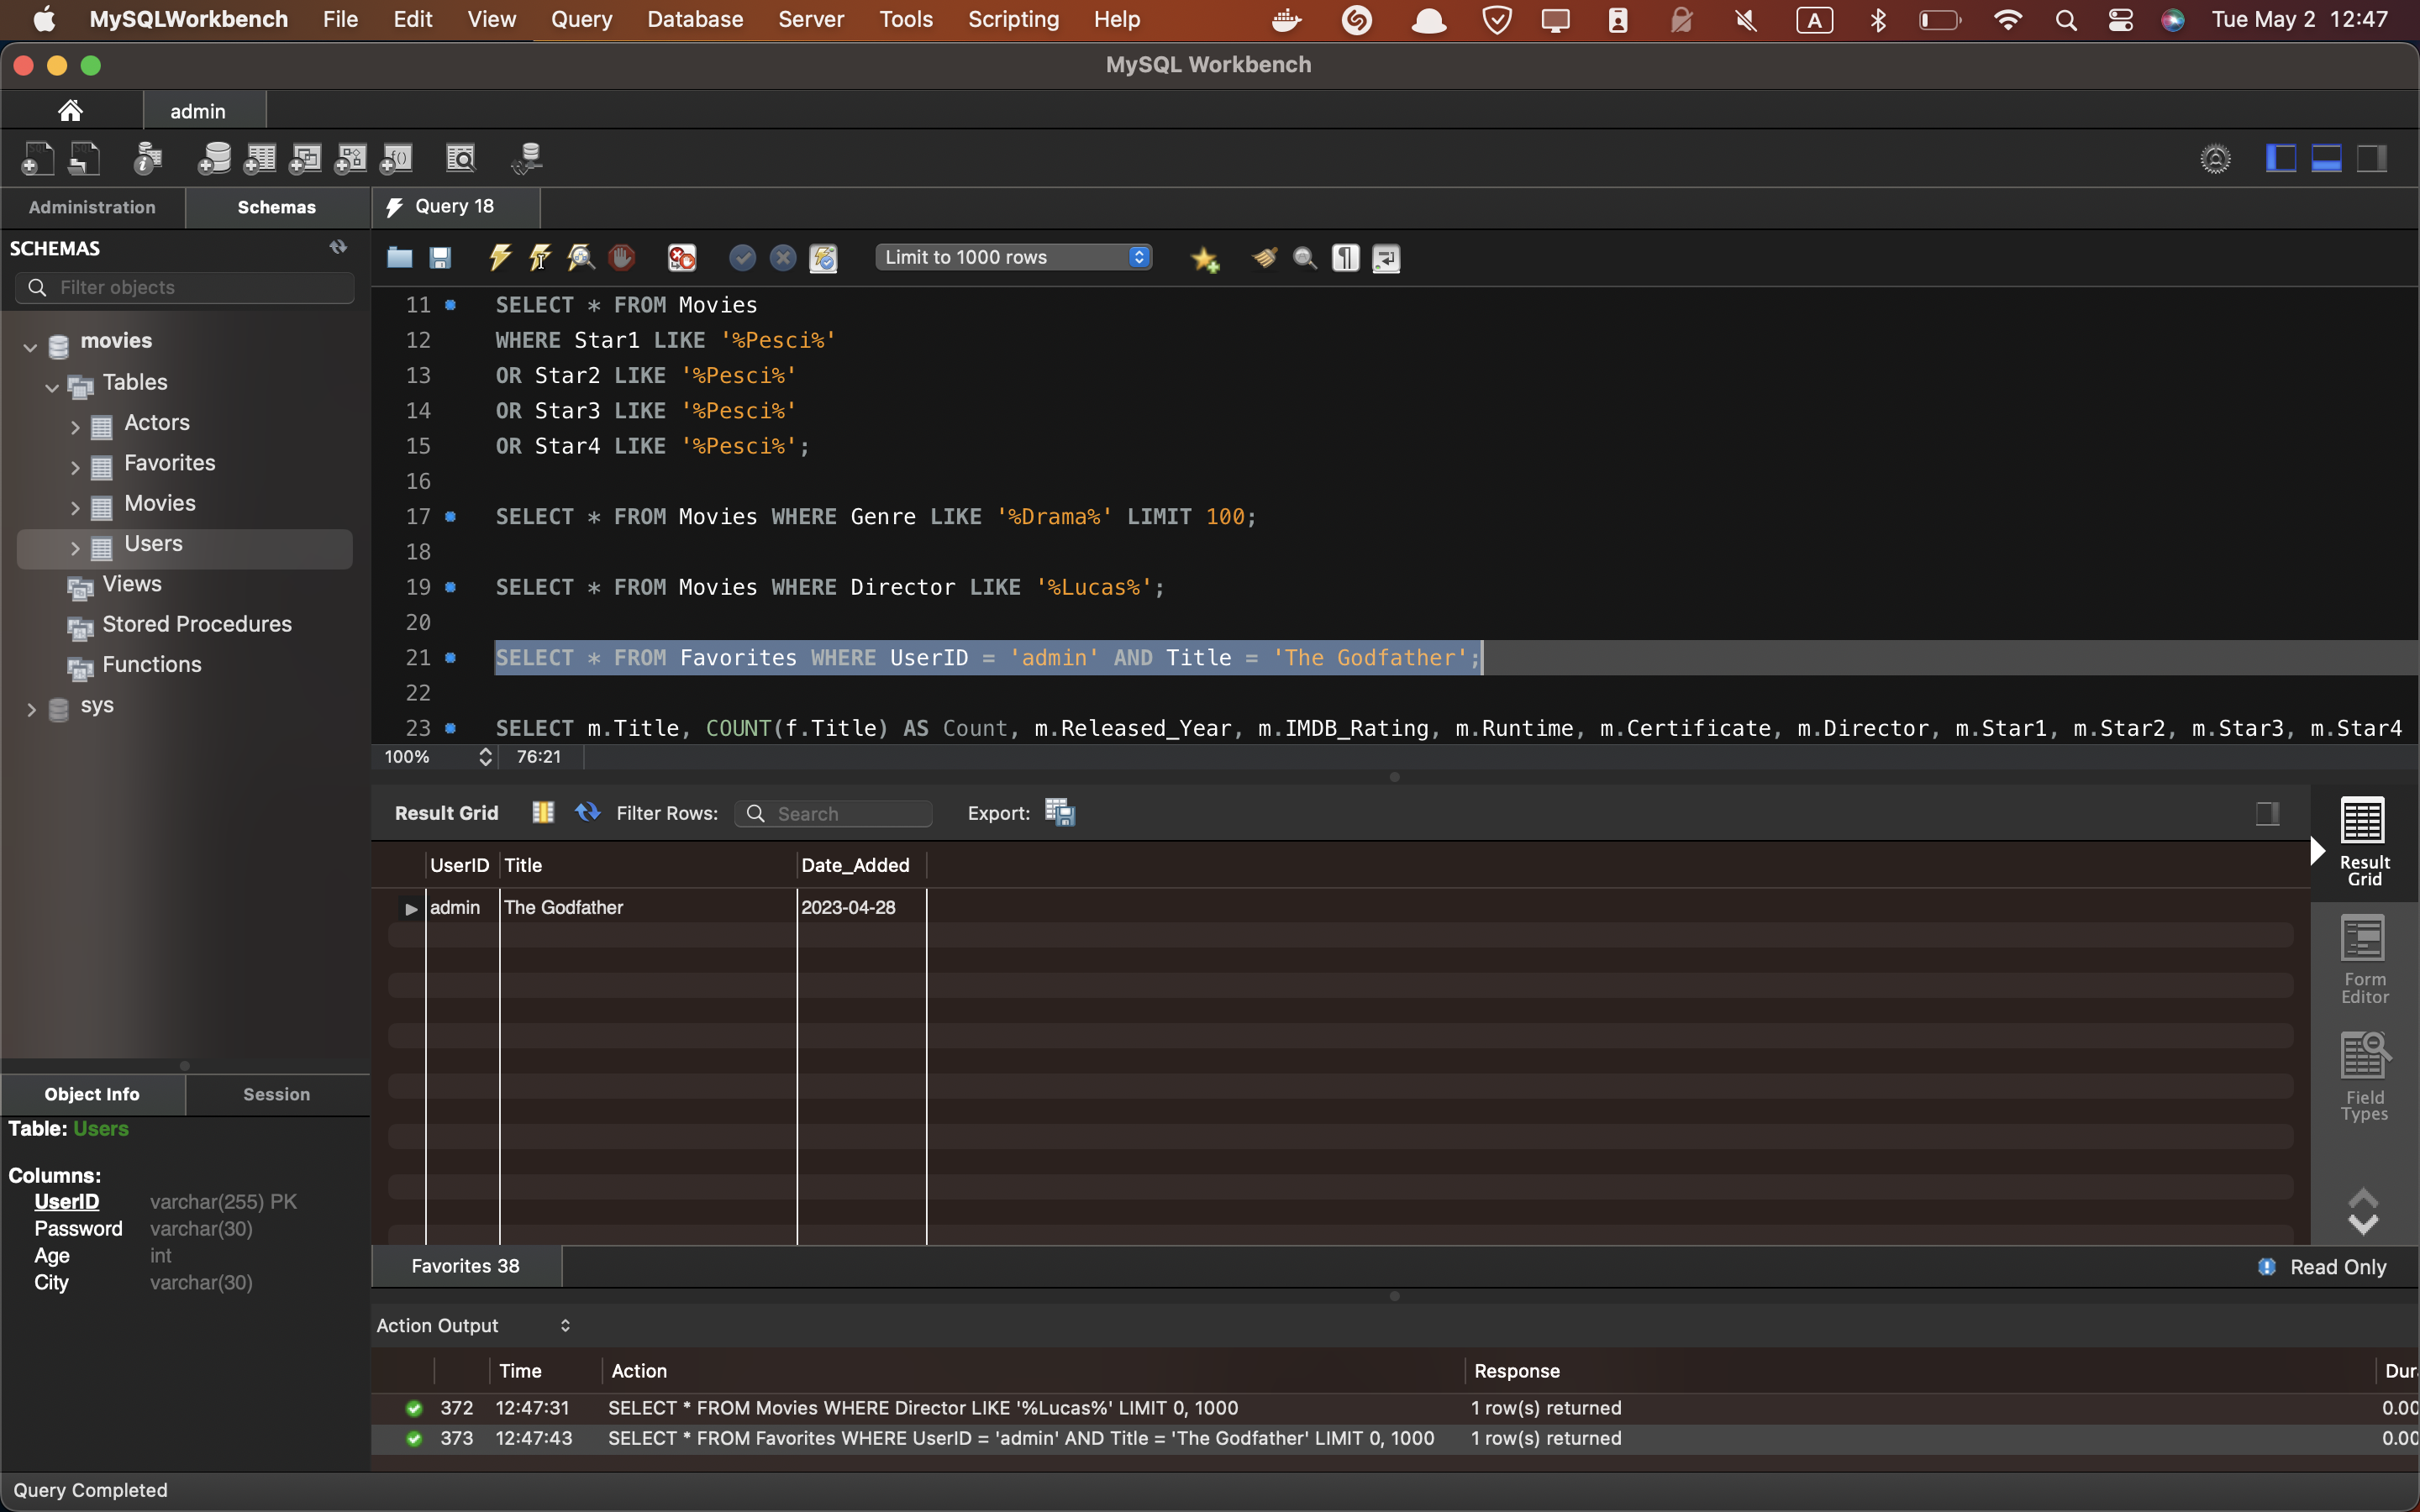 MySQLWorkbench File Edit View Query Database Server Tools Scripting Help A Tue May 2 12:47
MySQL Workbench
admin
Administration Schemas Query 18
SCHEMAS
Filter objects
movies
Tables
Actors
Favorites
Movies
Users
Views
Stored Procedures
Functions
sys
Limit to 1000 rows
11 SELECT * FROM Movies
12 WHERE Star1 LIKE '%Pesci%'
13 OR Star2 LIKE '%Pesci%'
14 OR Star3 LIKE '%Pesci%'
15 OR Star4 LIKE '%Pesci%';
16
17 SELECT * FROM Movies WHERE Genre LIKE '%Drama%' LIMIT 100;
18
19 SELECT * FROM Movies WHERE Director LIKE '%Lucas%';
20
21 SELECT * FROM Favorites WHERE UserID = 'admin' AND Title = 'The Godfather';
22
23 SELECT m.Title, COUNT(f.Title) AS Count, m.Released_Year, m.IMDB_Rating, m.Runtime, m.Certificate, m.Director, m.Star1, m.Star2, m.Star3, m.Star4
100% 76:21
Result Grid Filter Rows: Search Export:
UserID Title Date_Added
admin The Godfather 2023-04-28
Result
Grid
Form
Editor
Field
Types
Favorites 38 Read Only
Object Info Session
Table: Users
Columns:
UserID varchar(255) PK
Password varchar(30)
Age int
City varchar(30)
Action Output
Time Action Response Dur
372 12:47:31 SELECT * FROM Movies WHERE Director LIKE '%Lucas%' LIMIT 0, 1000 1 row(s) returned 0.00
373 12:47:43 SELECT * FROM Favorites WHERE UserID = 'admin' AND Title = 'The Godfather' LIMIT 0, 1000 1 row(s) returned 0.00
Query Completed